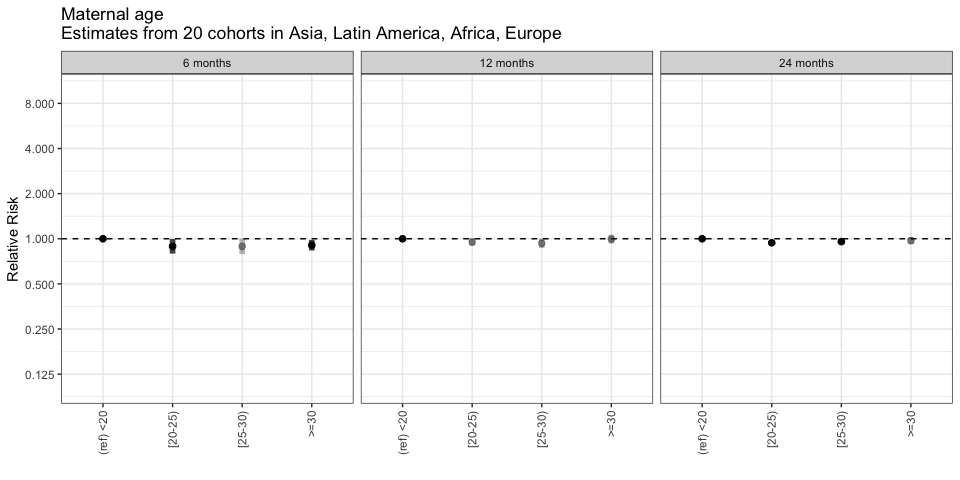 Maternal age
Estimates from 20 cohorts in Asia, Latin America, Africa, Europe
6 months
12 months
24 months
Relative Risk
8.000
4.000
2.000
1.000
0.500
0.250
0.125
(ref) <20
[20-25)
[25-30)
>=30
(ref) <20
[20-25)
[25-30)
>=30
(ref) <20
[20-25)
[25-30)
>=30